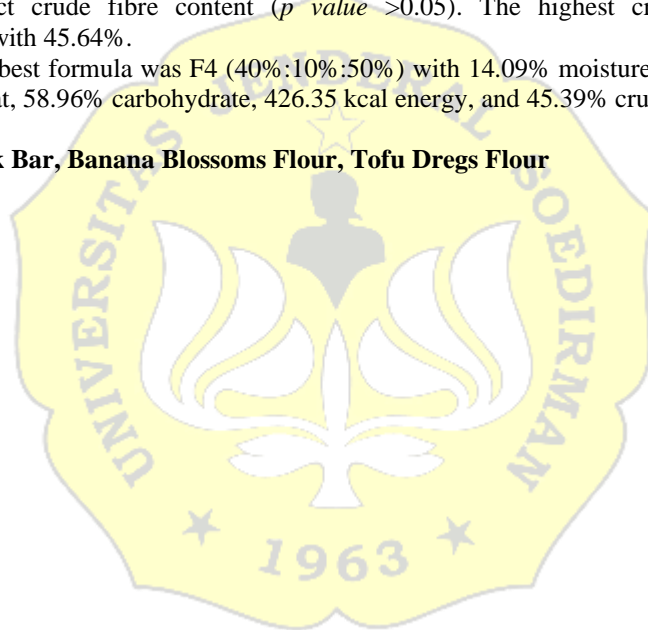 ct crude fibre content (p value >0.05). The highest cr
with 45.64%.
best formula was F4 (40%:10%:50%) with 14.09% moisture
at, 58.96% carbohydrate, 426.35 kcal energy, and 45.39% cru
k Bar, Banana Blossoms Flour, Tofu Dregs Flour
UNIVERSITAS JENDERAL SOEDIRMAN
1963